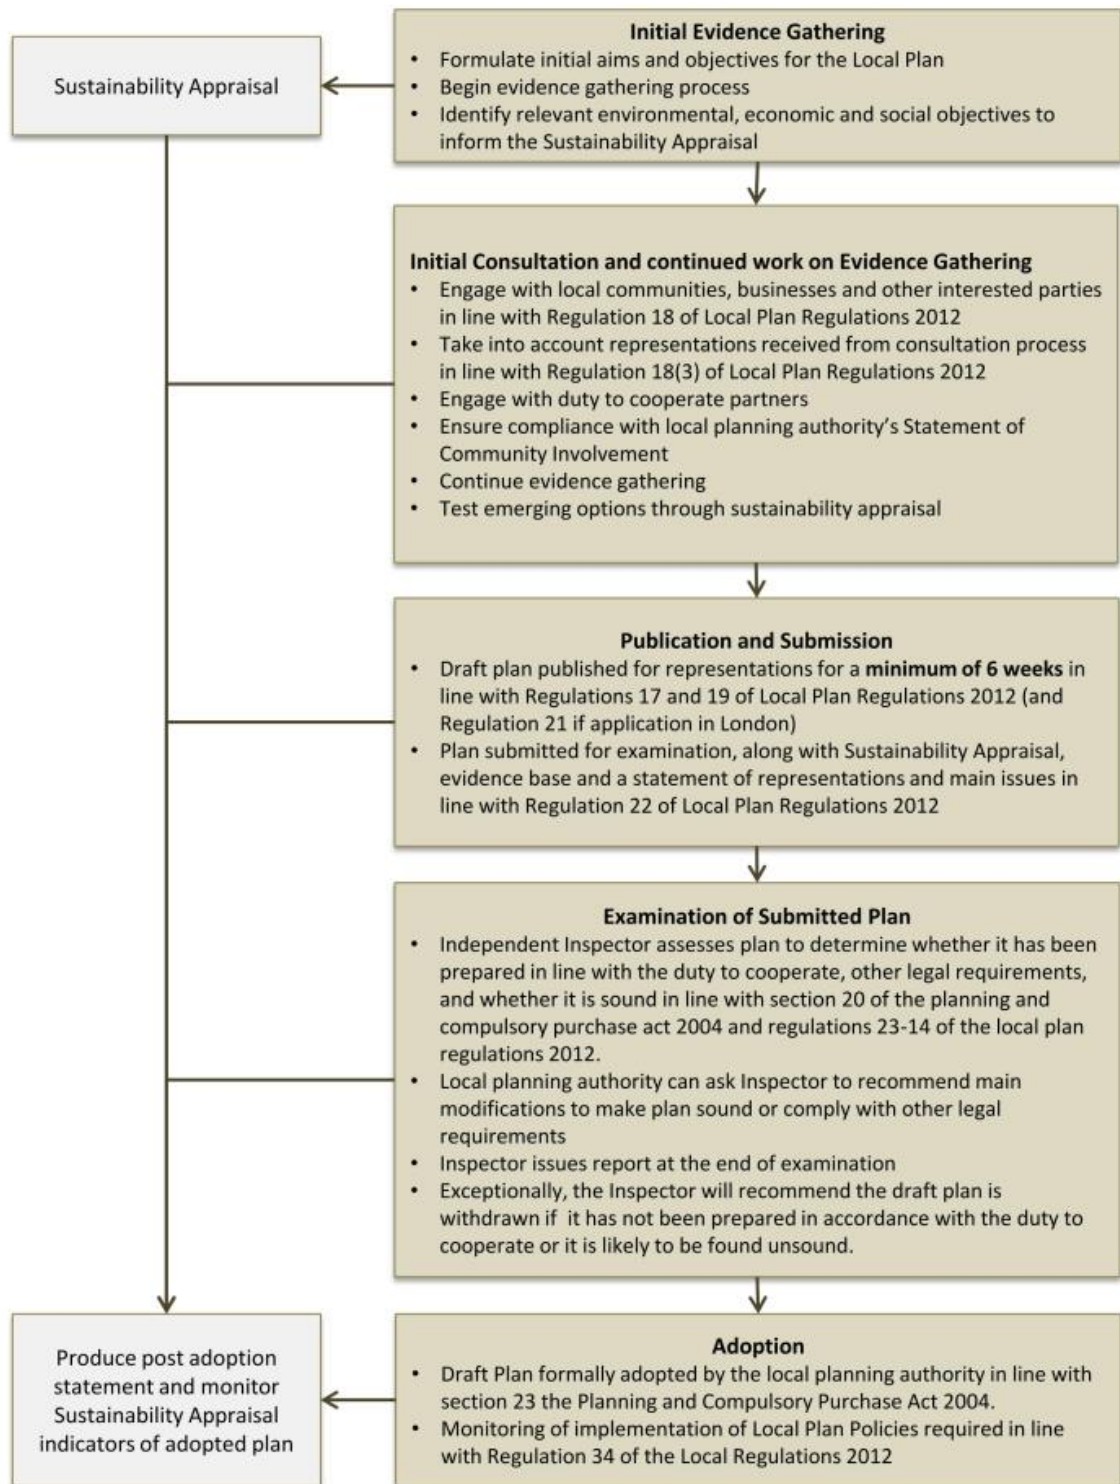 Initial Evidence Gathering
• Formulate initial aims and objectives for the Local Plan
• Begin evidence gathering process
• Identify relevant environmental, economic and social objectives to
inform the Sustainability Appraisal
Sustainability Appraisal
Initial Consultation and continued work on Evidence Gathering
• Engage with local communities, businesses and other interested parties
in line with Regulation 18 of Local Plan Regulations 2012
• Take into account representations received from consultation process
in line with Regulation 18(3) of Local Plan Regulations 2012
• Engage with duty to cooperate partners
• Ensure compliance with local planning authority's Statement of
Community Involvement
• Continue evidence gathering
• Test emerging options through sustainability appraisal
Publication and Submission
• Draft plan published for representations for a minimum of 6 weeks in
line with Regulations 17 and 19 of Local Plan Regulations 2012 (and
Regulation 21 if application in London)
• Plan submitted for examination, along with Sustainability Appraisal,
evidence base and a statement of representations and main issues in
line with Regulation 22 of Local Plan Regulations 2012
Examination of Submitted Plan
• Independent Inspector assesses plan to determine whether it has been
prepared in line with the duty to cooperate, other legal requirements,
and whether it is sound in line with section 20 of the planning and
compulsory purchase act 2004 and regulations 23-14 of the local plan
regulations 2012.
• Local planning authority can ask Inspector to recommend main
modifications to make plan sound or comply with other legal
requirements
• Inspector issues report at the end of examination
• Exceptionally, the Inspector will recommend the draft plan is
withdrawn if it has not been prepared in accordance with the duty to
cooperate or it is likely to be found unsound.
Adoption
• Draft Plan formally adopted by the local planning authority in line with
section 23 the Planning and Compulsory Purchase Act 2004.
• Monitoring of implementation of Local Plan Policies required in line
with Regulation 34 of the Local Regulations 2012
Produce post adoption
statement and monitor
Sustainability Appraisal
indicators of adopted plan